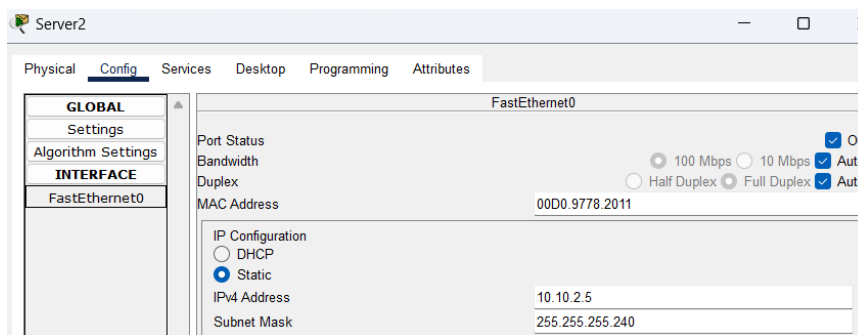 Server2
Physical Config Services Desktop Programming Attributes
GLOBAL
Settings
Algorithm Settings
INTERFACE
FastEthernet0
FastEthernet0
Port Status
Bandwidth 100 Mbps 10 Mbps
Duplex Half Duplex Full Duplex
MAC Address 00D0.9778.2011
IP Configuration
DHCP
Static
IPv4 Address 10.10.2.5
Subnet Mask 255.255.255.240